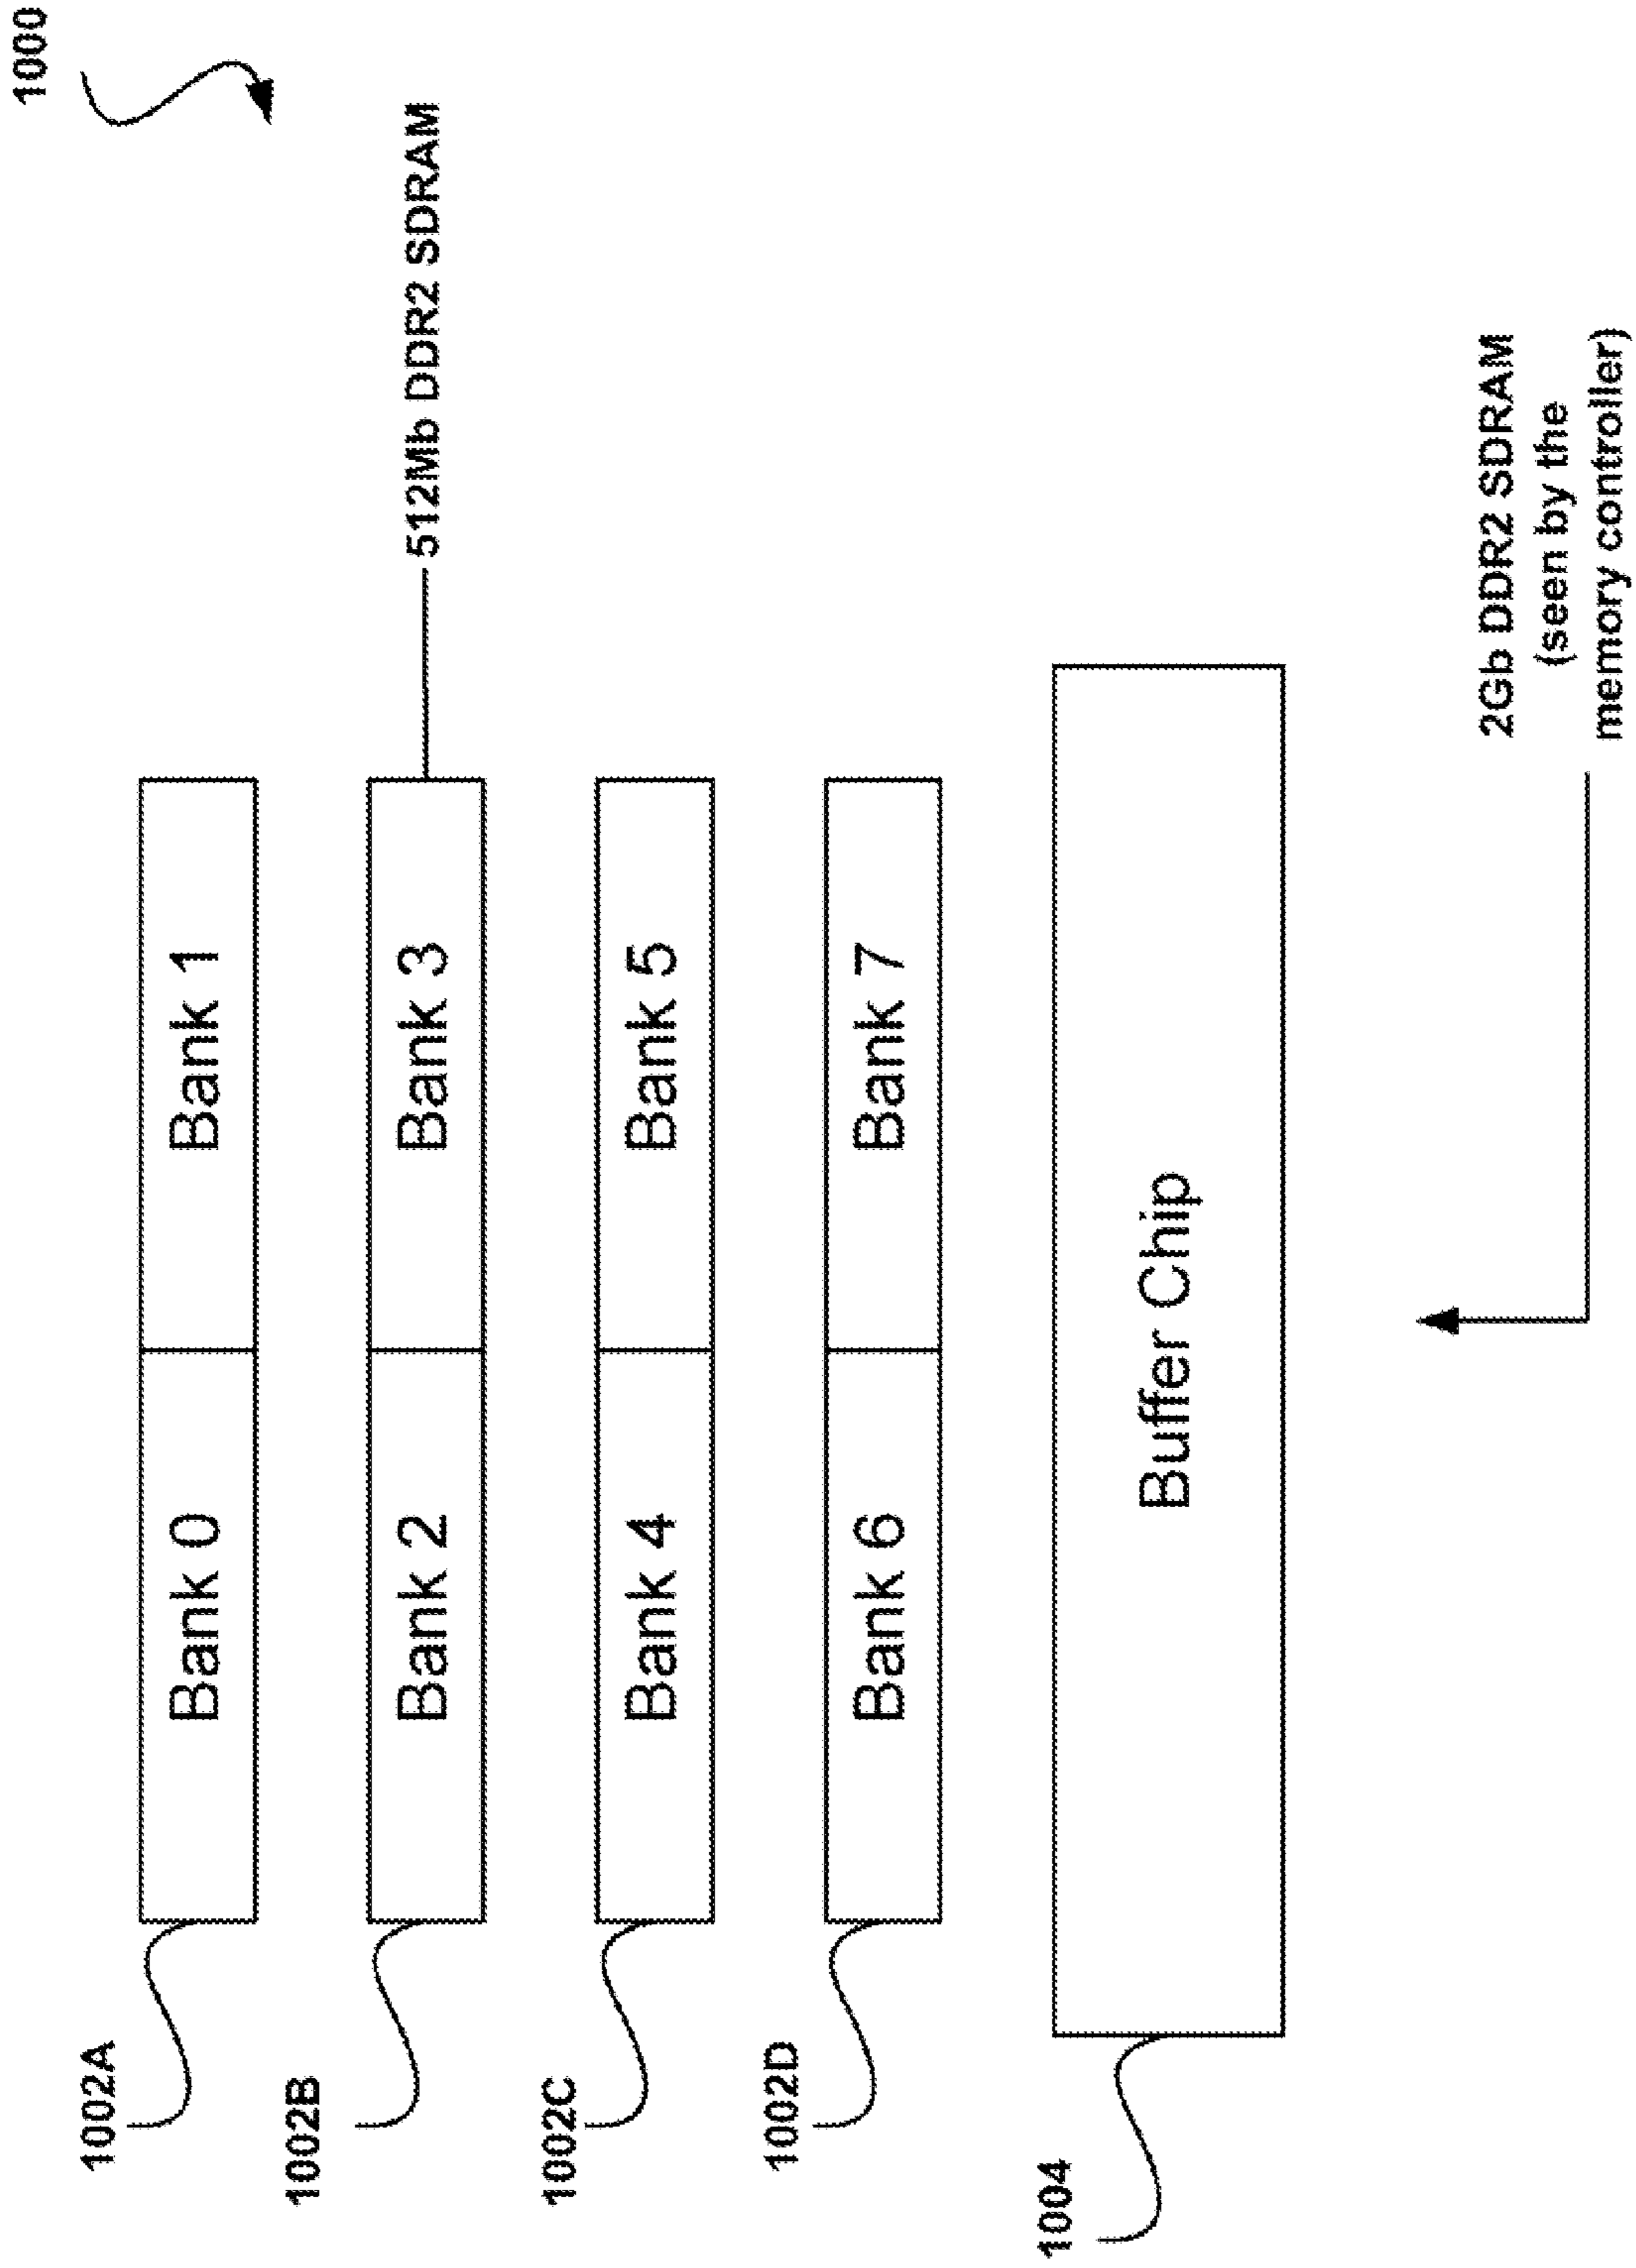 1000
1002A
Bank 0
Bank 1
1002B
Bank 2
Bank 3
512Mb DDR2 SDRAM
1002C
Bank 4
Bank 5
1002D
Bank 6
Bank 7
1004
Buffer Chip
2Gb DDR2 SDRAM
(seen by the
memory controller)